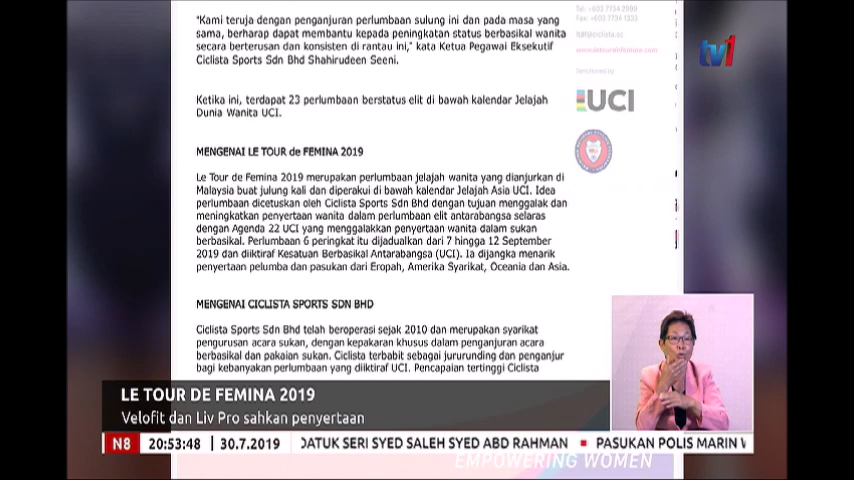 "Kami teruja dengan penganjuran perlumbaan sulung ini dan pada masa yang
sama, berharap dapat membantu kepada peningkatan status berbasikal wanita
secara berterusan dan konsisten di rantau ini," kata Ketua Pegawai Eksekutif
Ciclista Sports Sdn Bhd Shahirudeen Seeni.
Ketika ini, terdapat 23 perlumbaan berstatus elit di bawah kalendar Jelajah
Dunia Wanita UCI.
MENGENAI LE TOUR de FEMINA 2019
Le Tour de Femina 2019 merupakan perlumbaan jelajah wanita yang dianjurkan di
Malaysia buat julung kali dan diperakui di bawah kalendar Jelajah Asia UCI. Idea
perlumbaan dicetuskan oleh Ciclista Sports Sdn Bhd dengan tujuan menggalak dan
meningkatkan penyertaan wanita dalam perlumbaan elit antarabangsa selaras
dengan Agenda 22 UCI yang menggalakkan penyertaan wanita dalam sukan
berbasikal. Perlumbaan 6 peringkat itu dijadualkan dari 7 hingga 12 September
2019 dan diiktiraf Kesatuan Berbasikal Antarabangsa (UCI). Ia dijangka menarik
penyertaan pelumba dan pasukan dari Eropah, Amerika Syarikat, Oceania dan Asia.
MENGENAI CICLISTA SPORTS SDN BHD
Ciclista Sports Sdn Bhd telah beroperasi sejak 2010 dan merupakan syarikat
pengurusan acara sukan, dengan kepakaran khusus dalam penganjuran acara
berbasikal dan pakaian sukan. Ciclista terbabit sebagai jururunding dan penganjur
bagi kebanyakan perlumbaan yang diiktiraf UCI. Pencapaian tertinggi Ciclista
Tel: +603 7734 2999
Fax: +603 7734 1333
Sanctioned by
UCI
tv1
LE TOUR DE FEMINA 2019
Velofit dan Liv Pro sahkan penyertaan
N8 20:53:48 30.7.2019 DATUK SERI SYED SALEH SYED ABD RAHMAN PASUKAN POLIS MARIN
EMPOWERING WOMEN